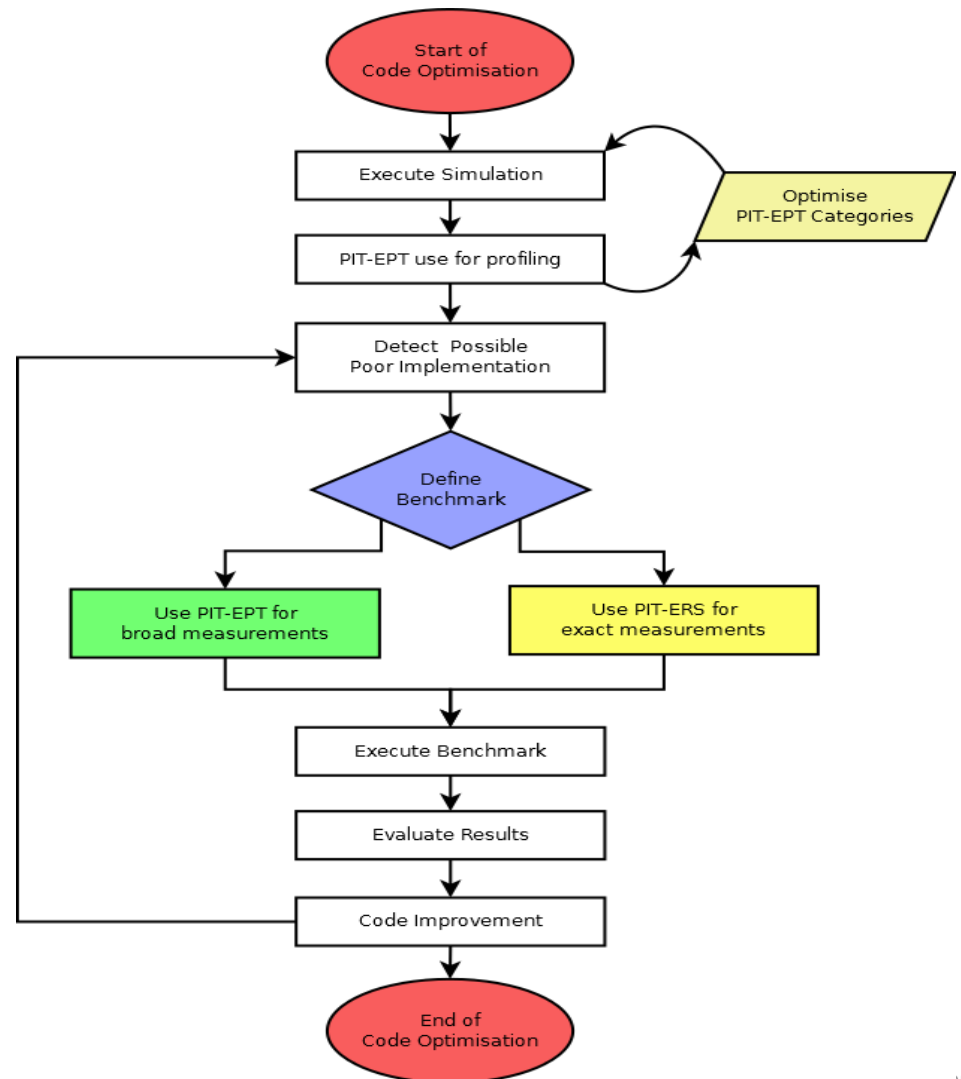 Start of
Code Optimisation
Execute Simulation
Optimise
PIT-EPT Categories
PIT-EPT use for profiling
Detect Possible
Poor Implementation
Define
Benchmark
Use PIT-EPT for
broad measurements
Use PIT-ERS for
exact measurements
Execute Benchmark
Evaluate Results
Code Improvement
End of
Code Optimisation